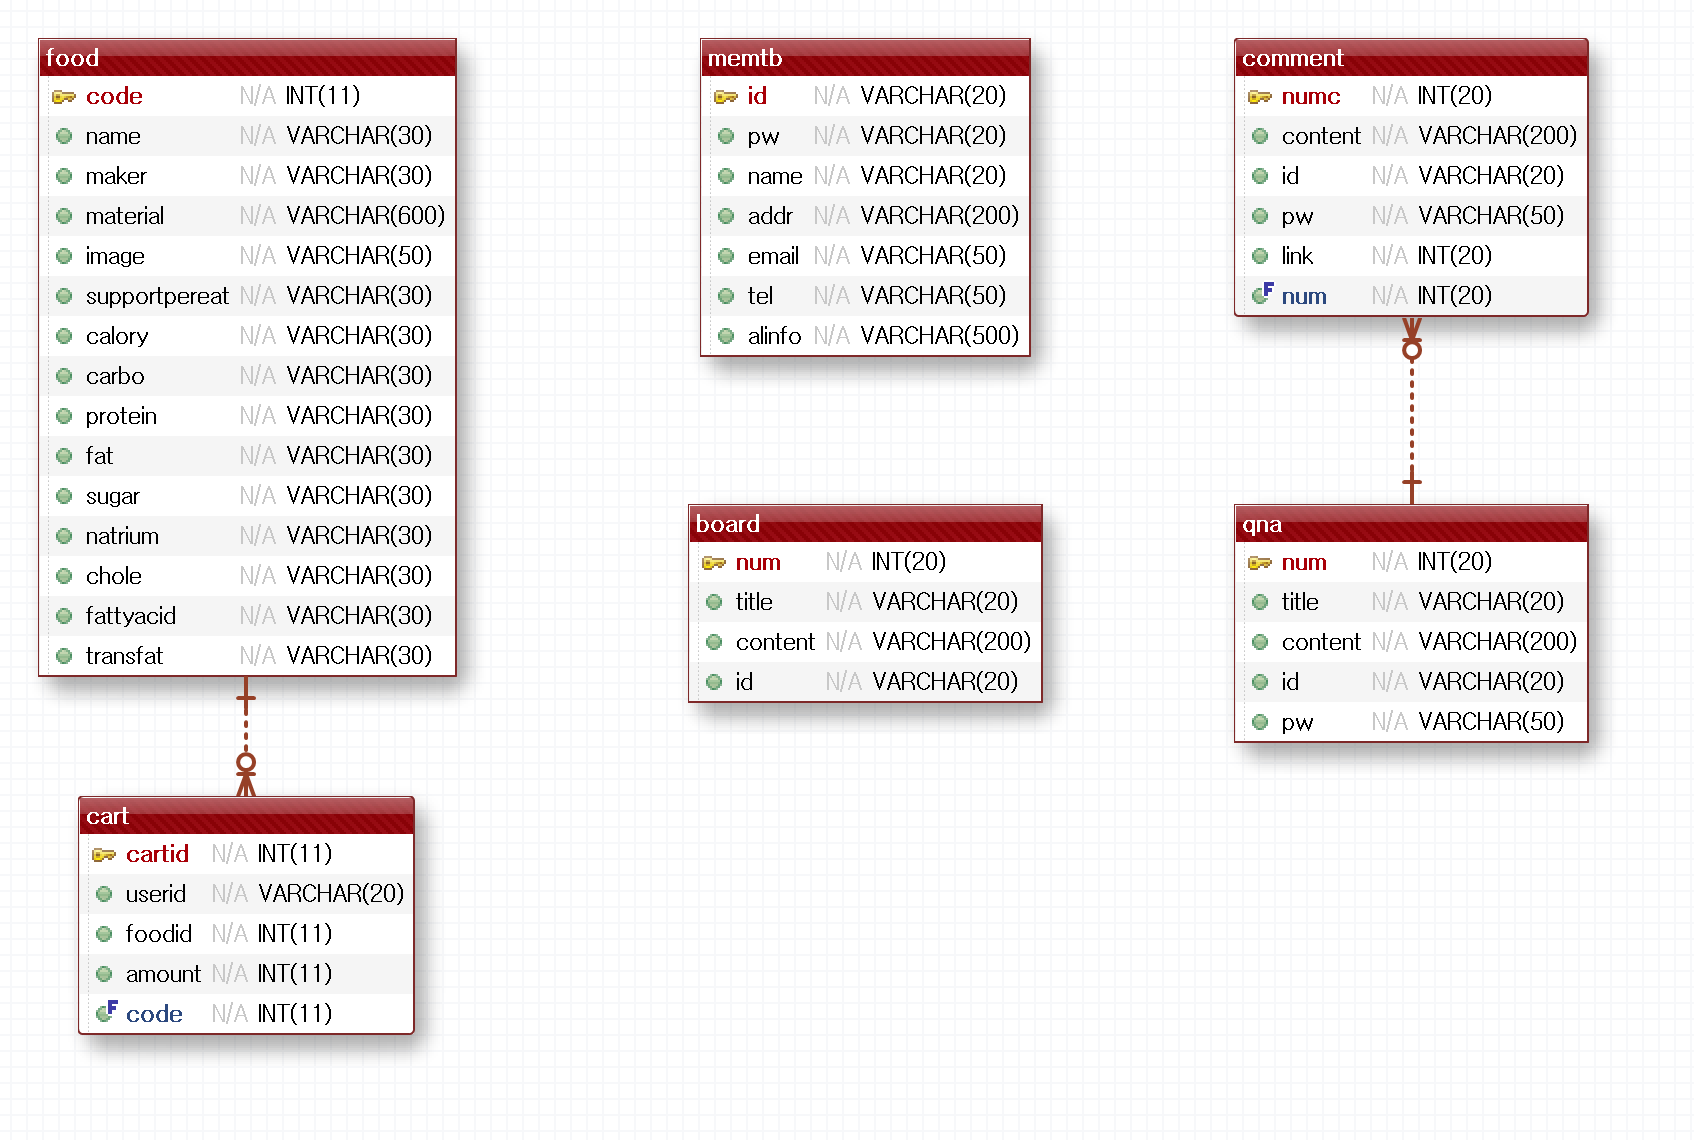 food
code N/A INT(11)
name N/A VARCHAR(30)
maker N/A VARCHAR(30)
material N/A VARCHAR(600)
image N/A VARCHAR(50)
supportpereat N/A VARCHAR(30)
calory N/A VARCHAR(30)
carbo N/A VARCHAR(30)
protein N/A VARCHAR(30)
fat N/A VARCHAR(30)
sugar N/A VARCHAR(30)
natrium N/A VARCHAR(30)
chole N/A VARCHAR(30)
fattyacid N/A VARCHAR(30)
transfat N/A VARCHAR(30)
cart
cartid N/A INT(11)
userid N/A VARCHAR(20)
foodid N/A INT(11)
amount N/A INT(11)
F code N/A INT(11)
memtb
id N/A VARCHAR(20)
pw N/A VARCHAR(20)
name N/A VARCHAR(20)
addr N/A VARCHAR(200)
email N/A VARCHAR(50)
tel N/A VARCHAR(50)
alinfo N/A VARCHAR(500)
board
num N/A INT(20)
title N/A VARCHAR(20)
content N/A VARCHAR(200)
id N/A VARCHAR(20)
comment
numc N/A INT(20)
content N/A VARCHAR(200)
id N/A VARCHAR(20)
pw N/A VARCHAR(50)
link N/A INT(20)
F num N/A INT(20)
qna
num N/A INT(20)
title N/A VARCHAR(20)
content N/A VARCHAR(200)
id N/A VARCHAR(20)
pw N/A VARCHAR(50)